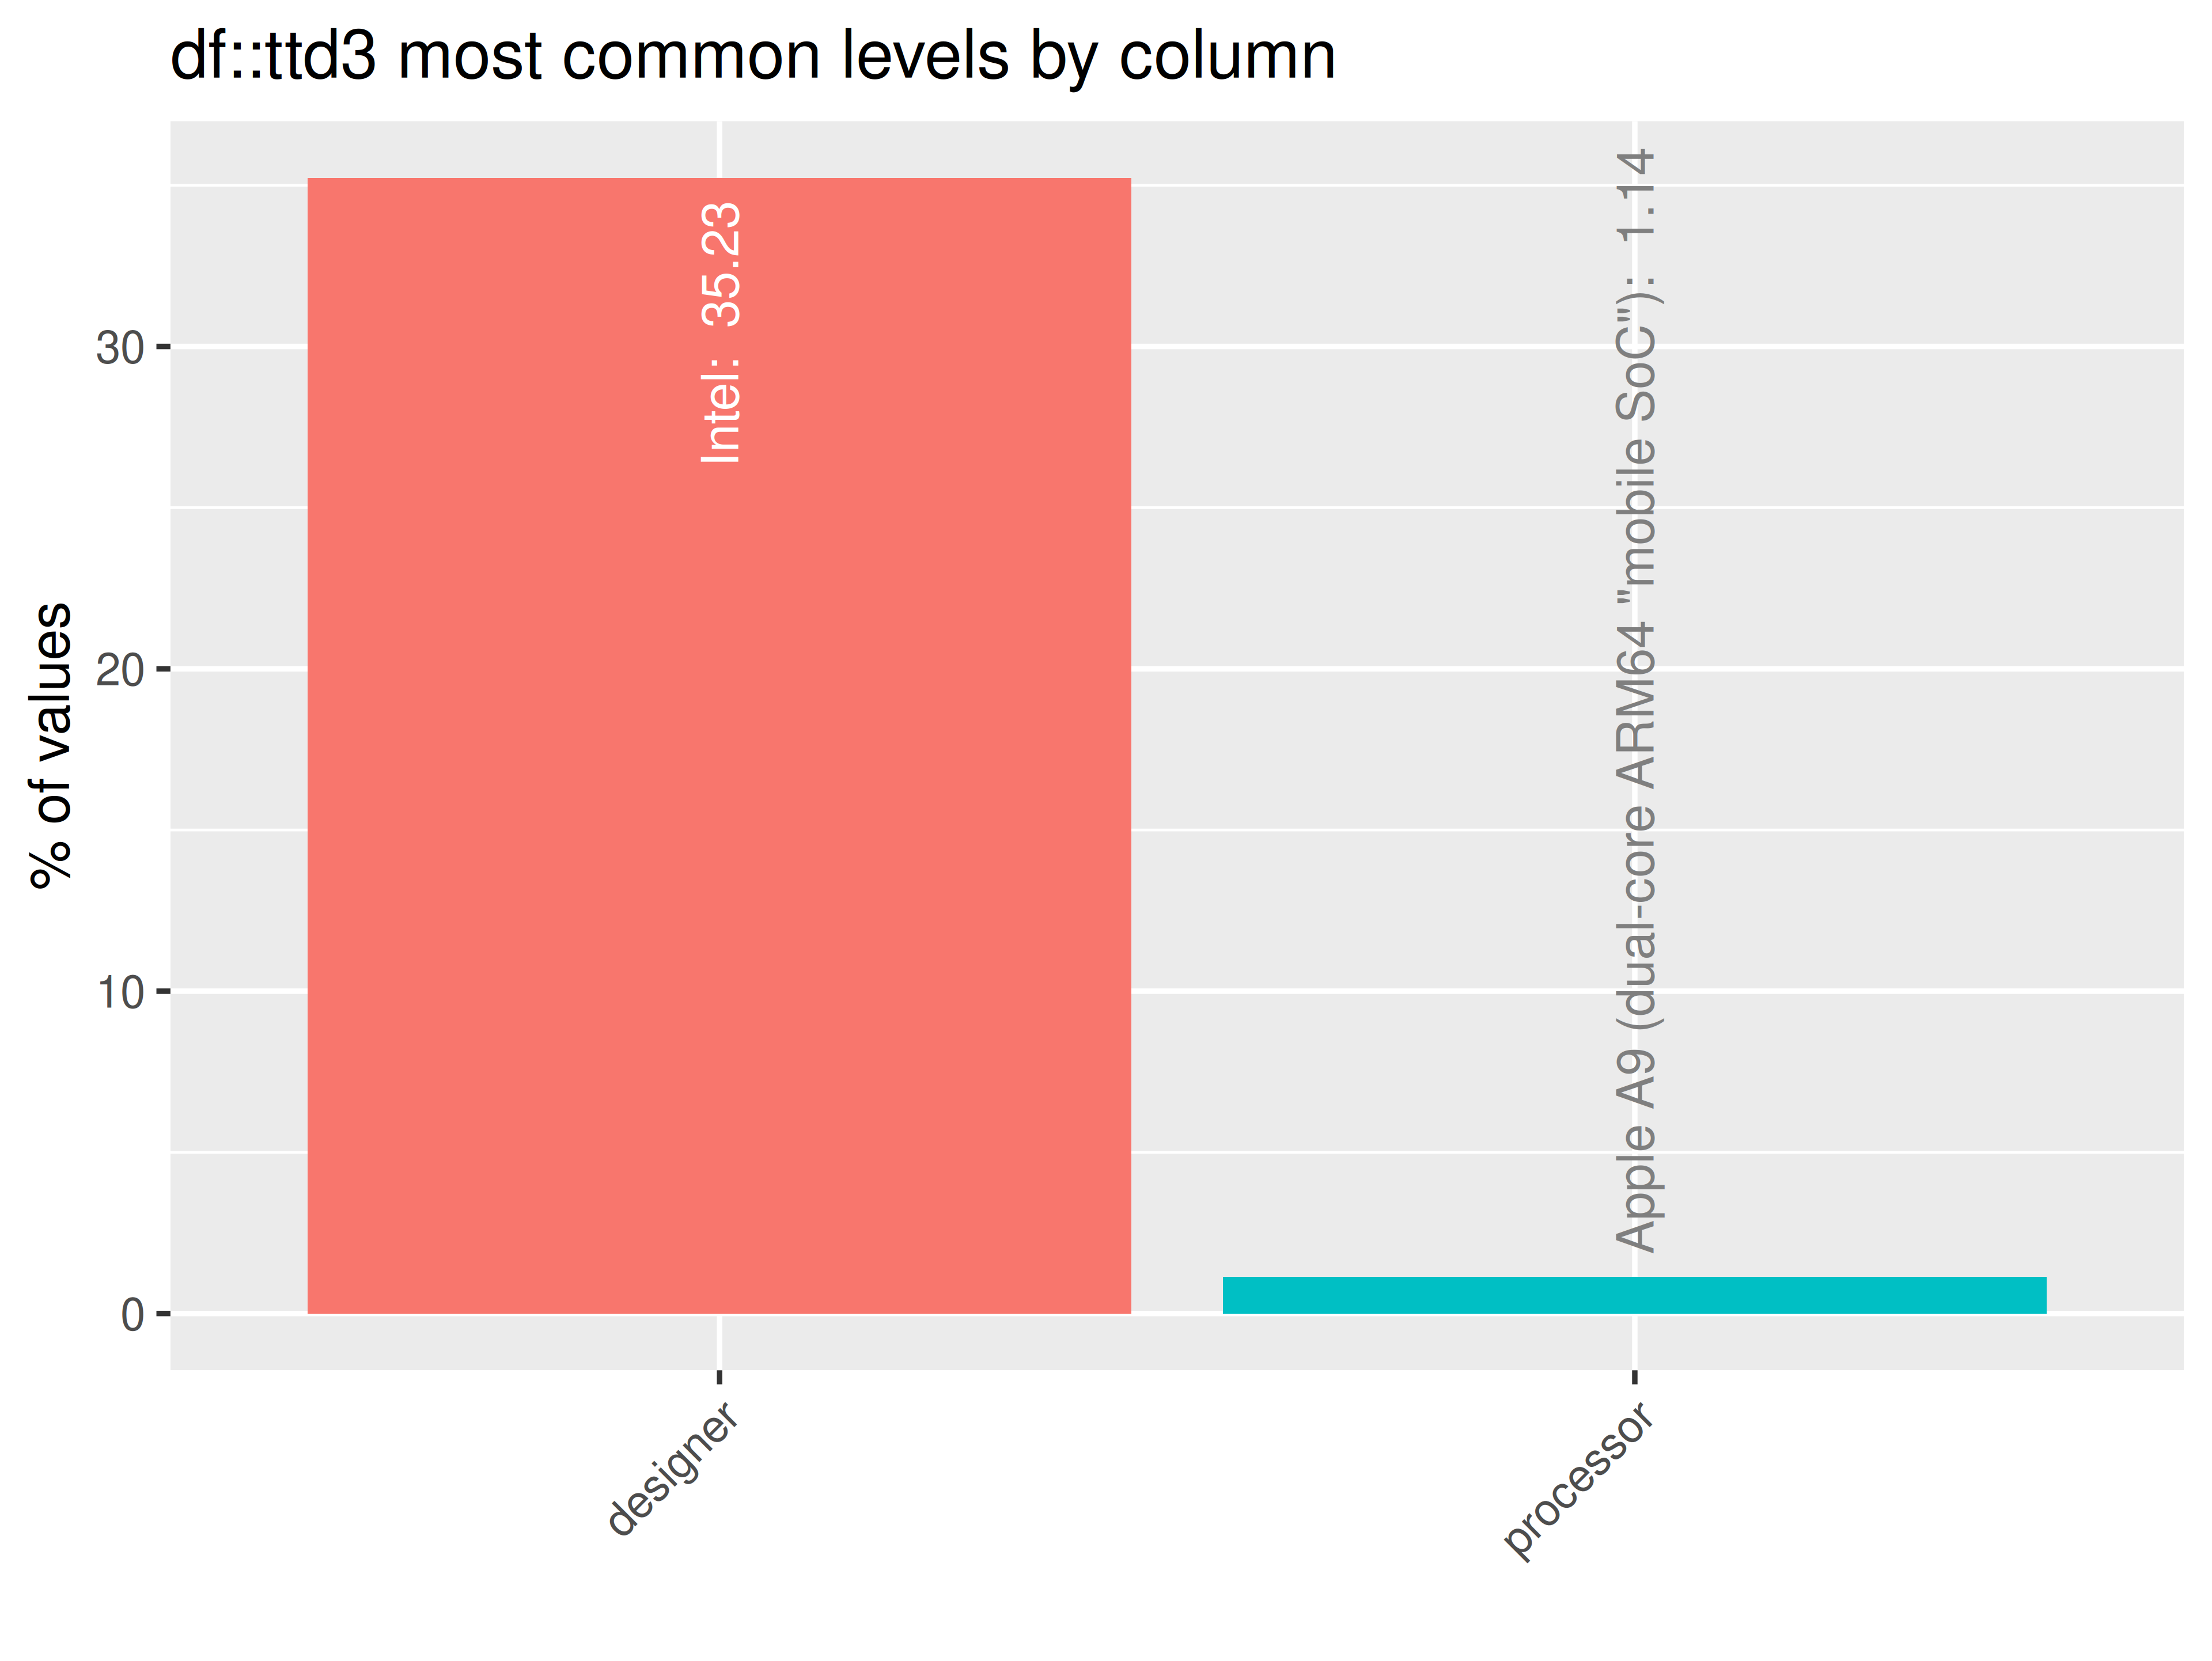 df::ttd3 most common levels by column
% of values
30
20
10
0
Intel: 35.23
Apple A9 (dual-core ARM64 "mobile SoC"): 1.14
designer
processor